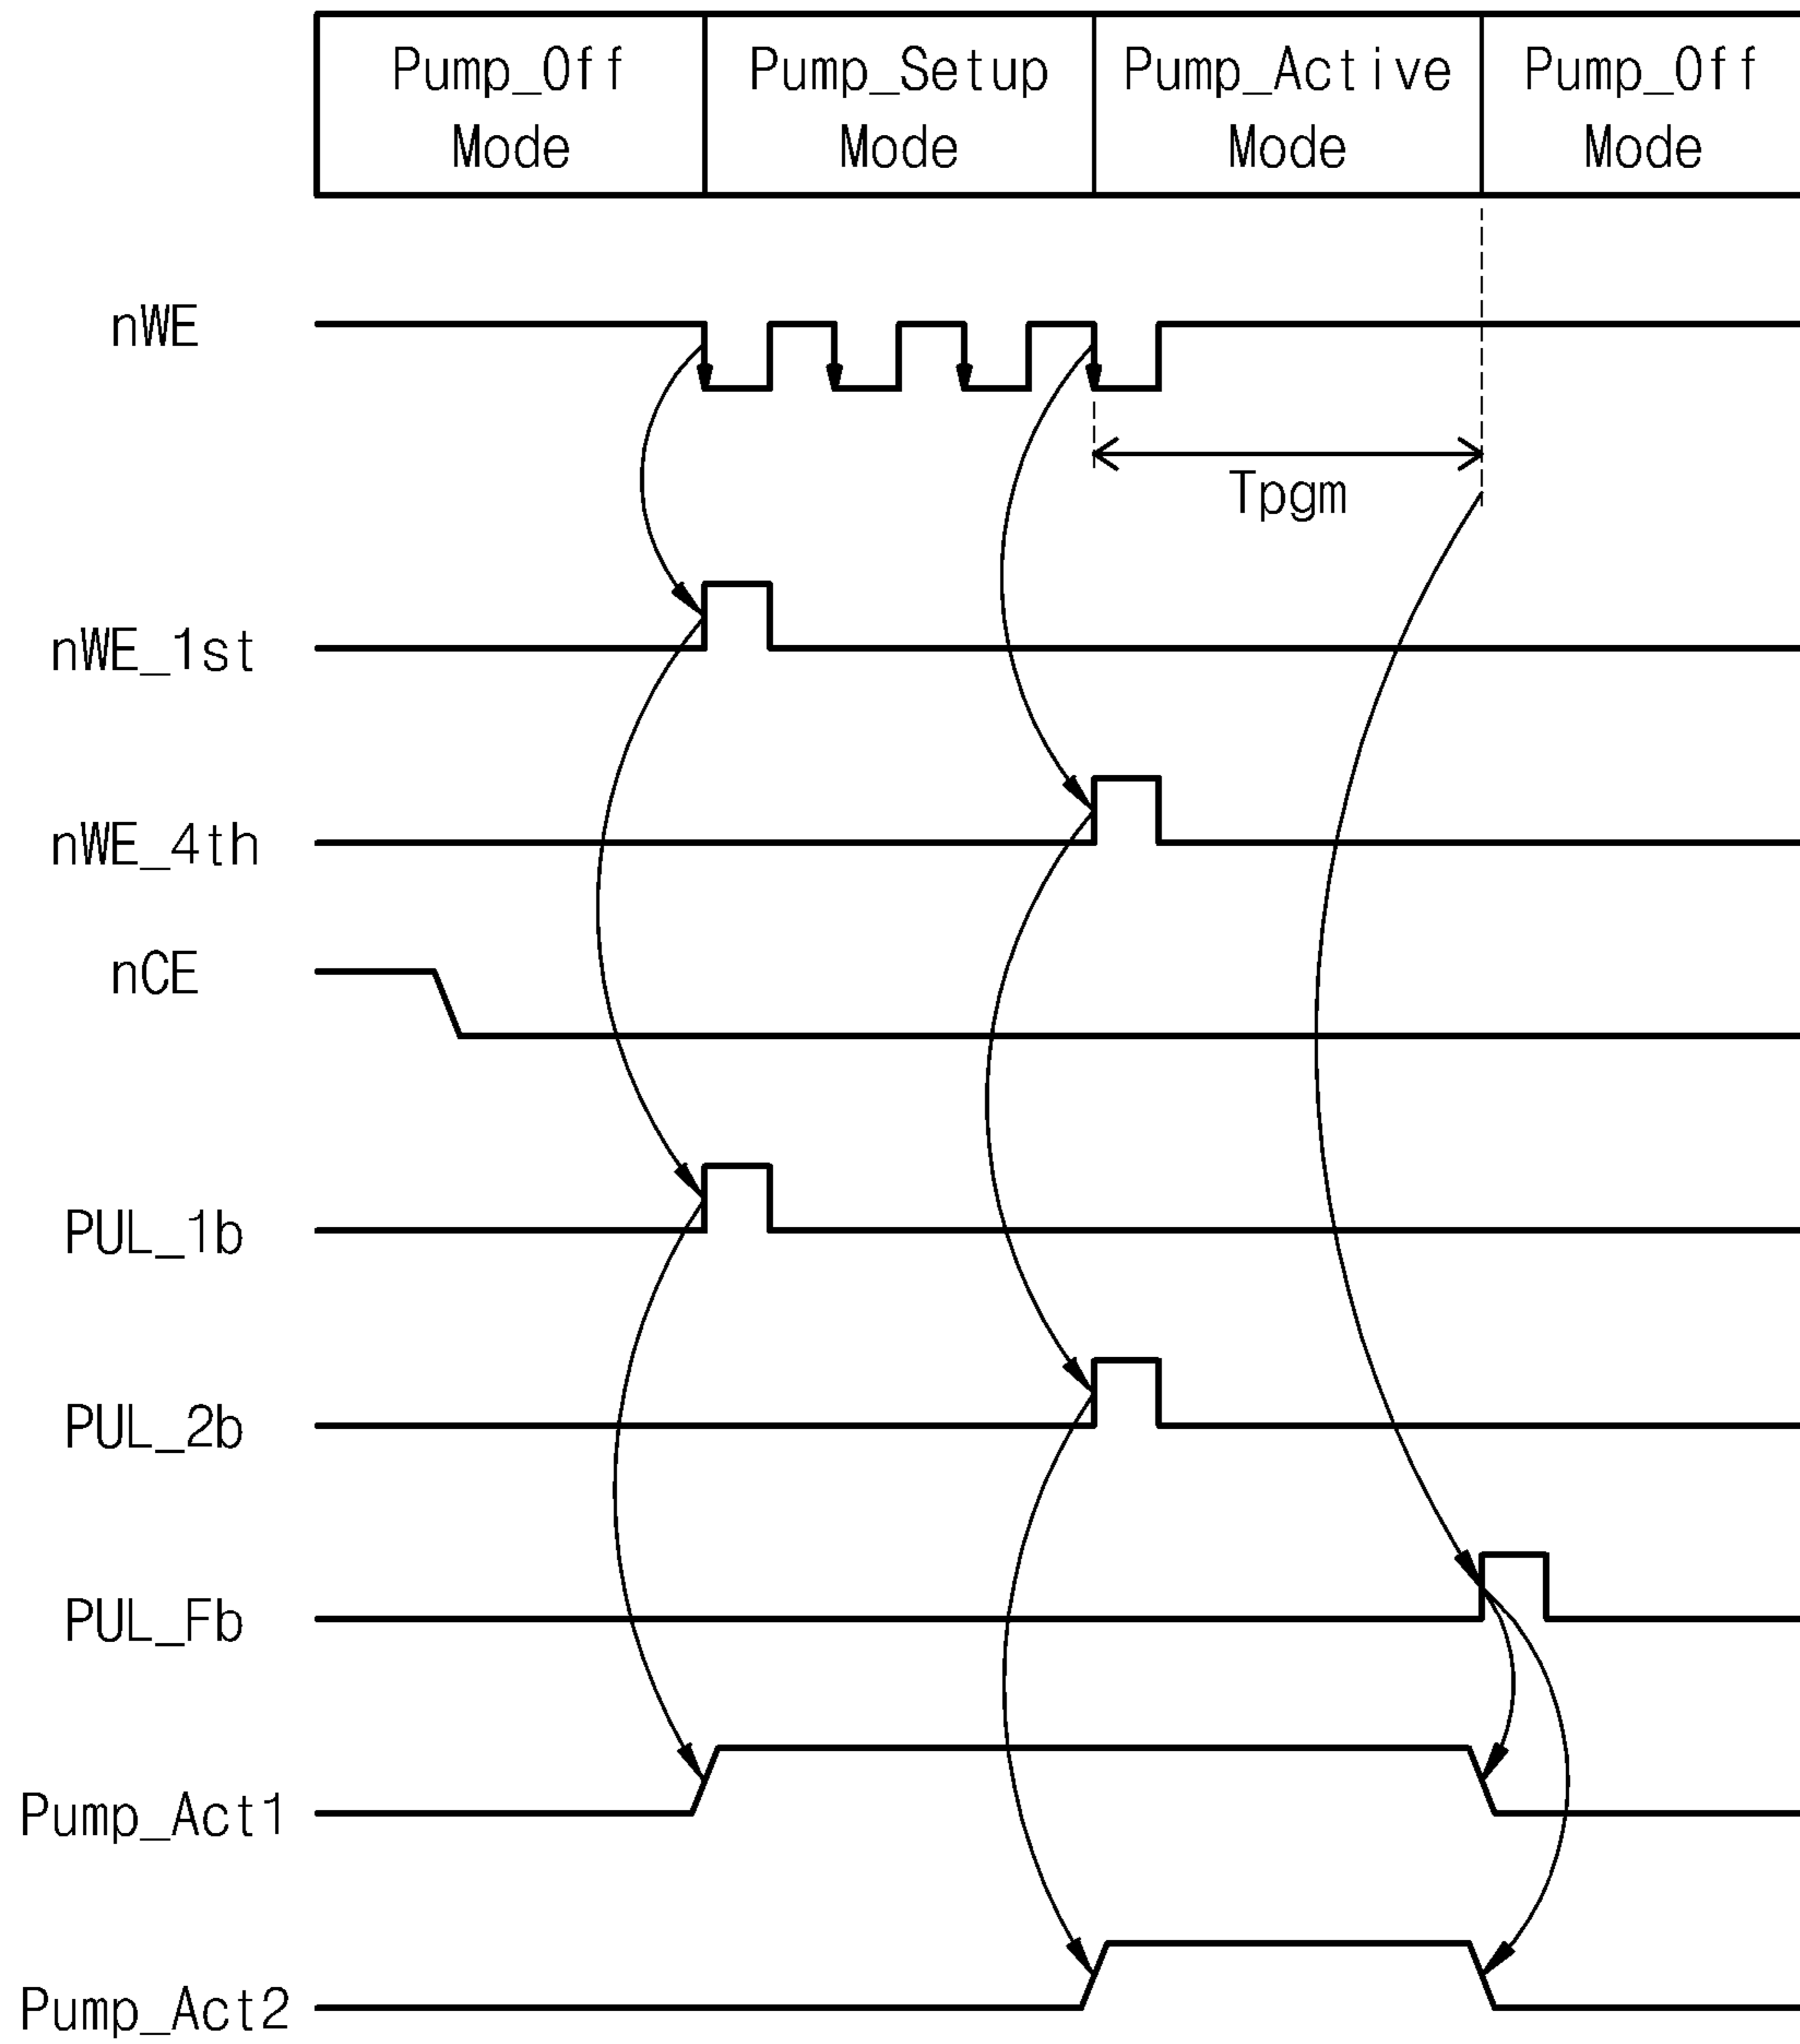 Pump_Off
Mode
Pump_Setup
Mode
Pump_Active
Mode
Pump_Off
Mode
nWE
Tpgm
nWE_1st
nWE_4th
nCE
PUL_1b
PUL_2b
PUL_Fb
Pump_Act1
Pump_Act2